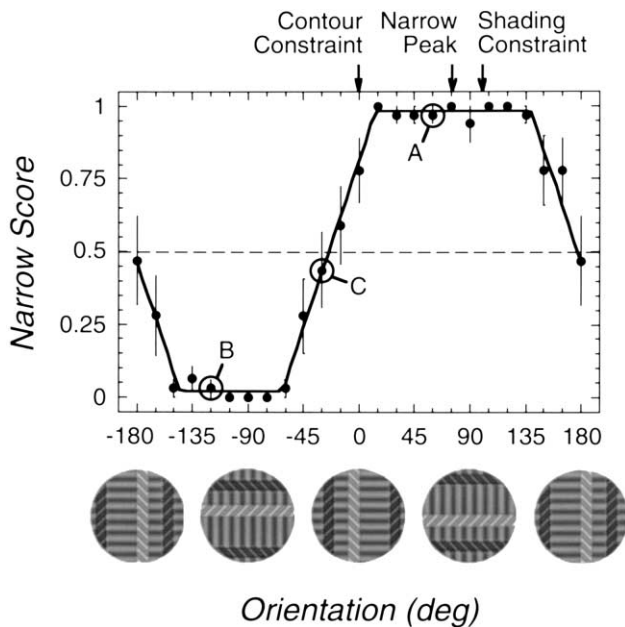 Contour Constraint
Narrow Peak
Shading Constraint
Narrow Score
1
0.75
0.5
0.25
0
A
B
C
-180 -135 -90 -45 0 45 90 135 180
Orientation (deg)